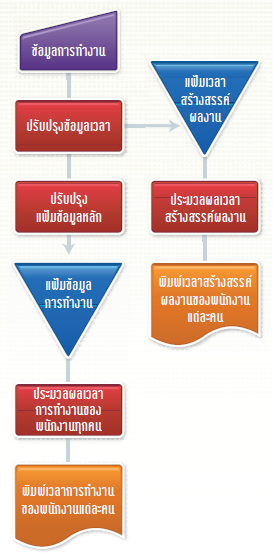 ข้อมูลการทำงาน
ปรับปรุงข้อมูลเวลา
แฟ้มเวลา
สร้างสรรค์
ผลงาน
ปรับปรุง
แฟ้มข้อมูลหลัก
ประมวลผลเวลา
สร้างสรรค์ผลงาน
แฟ้มข้อมูล
การทำงาน
พิมพ์เวลาสร้างสรรค์
ผลงานของพนักงาน
แต่ละคน
ประมวลผลเวลา
การทำงานของ
พนักงานทุกคน
พิมพ์เวลาการทำงาน
ของพนักงานแต่ละคน